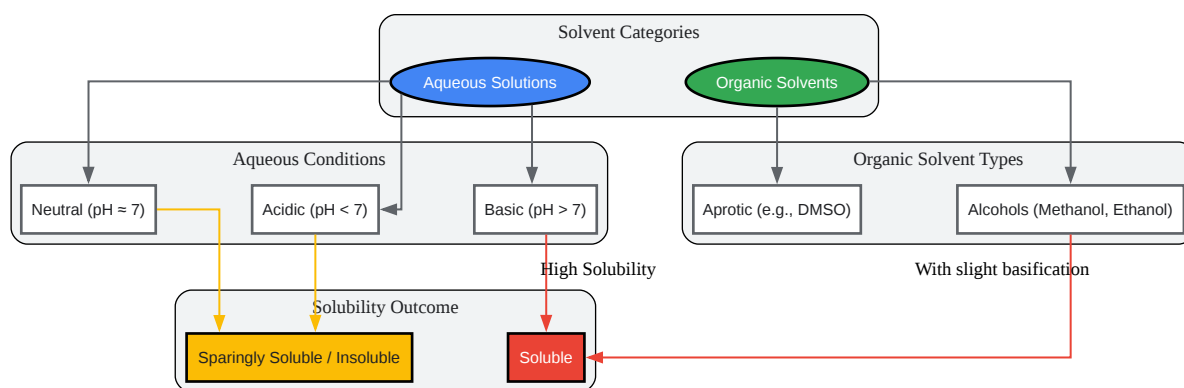 Solvent Categories
Aqueous Solutions
Organic Solvents
Aqueous Conditions
Organic Solvent Types
Neutral (pH ≈ 7)
Acidic (pH < 7)
Basic (pH > 7)
Aprotic (e.g., DMSO)
Alcohols (Methanol, Ethanol)
High Solubility
With slight basification
Solubility Outcome
Sparingly Soluble / Insoluble
Soluble